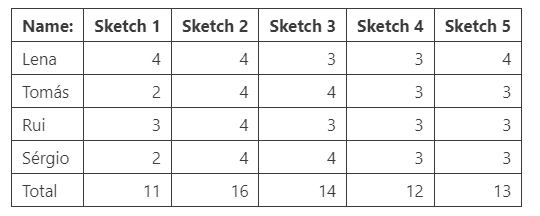 Name: Sketch 1 Sketch 2 Sketch 3 Sketch 4 Sketch 5
Lena 4 4 3 3 4
Tomás 2 4 4 3 3
Rui 3 4 3 3 3
Sérgio 2 4 4 3 3
Total 11 16 14 12 13